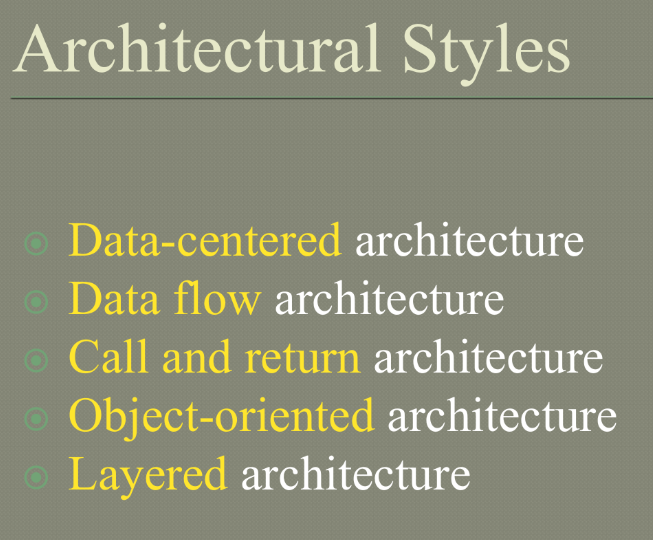 Architectural Styles
Data-centered architecture
Data flow architecture
Call and return architecture
Object-oriented architecture
Layered architecture